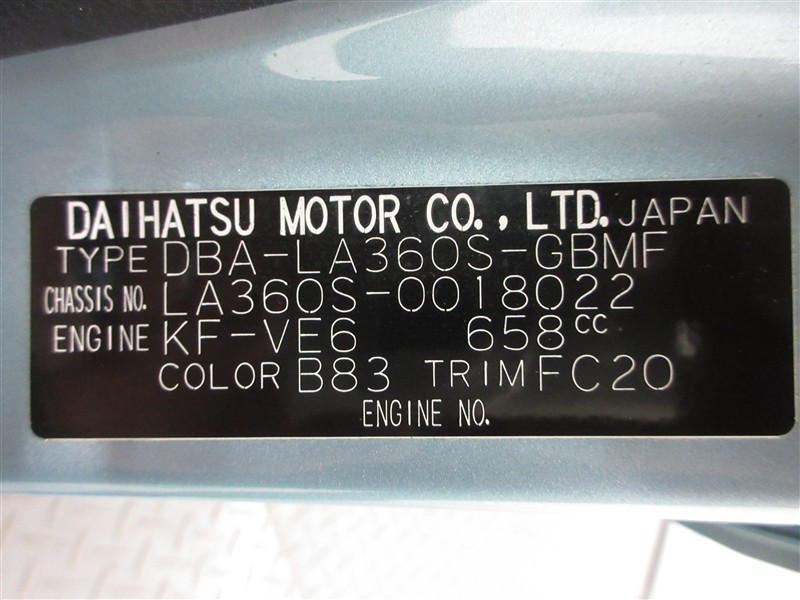 DAIHATSU MOTOR CO., LTD. JAPAN
TYPE DBA-LA360S-GBMF
CHASSIS NO. LA360S-0018022
ENGINE KF-VE6 658cc
COLOR B83 TRIM FC20
ENGINE NO.